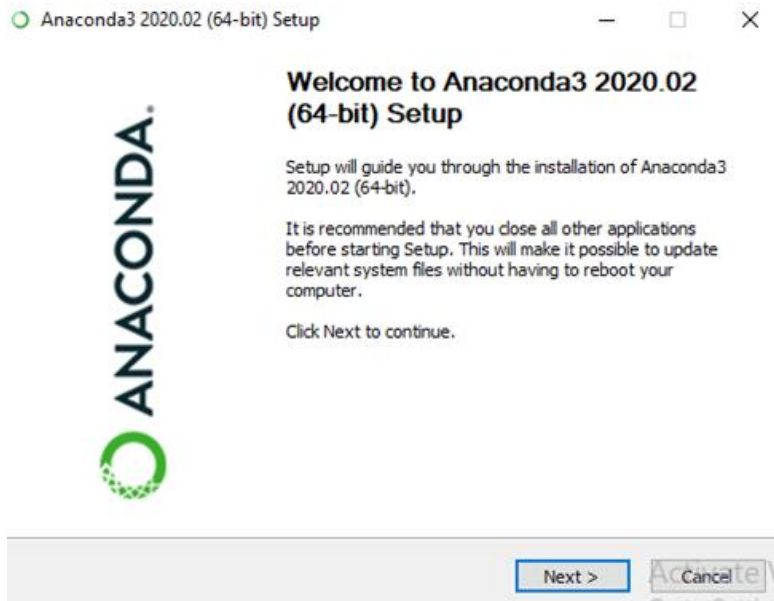 Anaconda3 2020.02 (64-bit) Setup
ANACONDA.
Welcome to Anaconda3 2020.02
(64-bit) Setup
Setup will guide you through the installation of Anaconda3
2020.02 (64-bit).
It is recommended that you close all other applications
before starting Setup. This will make it possible to update
relevant system files without having to reboot your
computer.
Click Next to continue.
Next >
Cancel